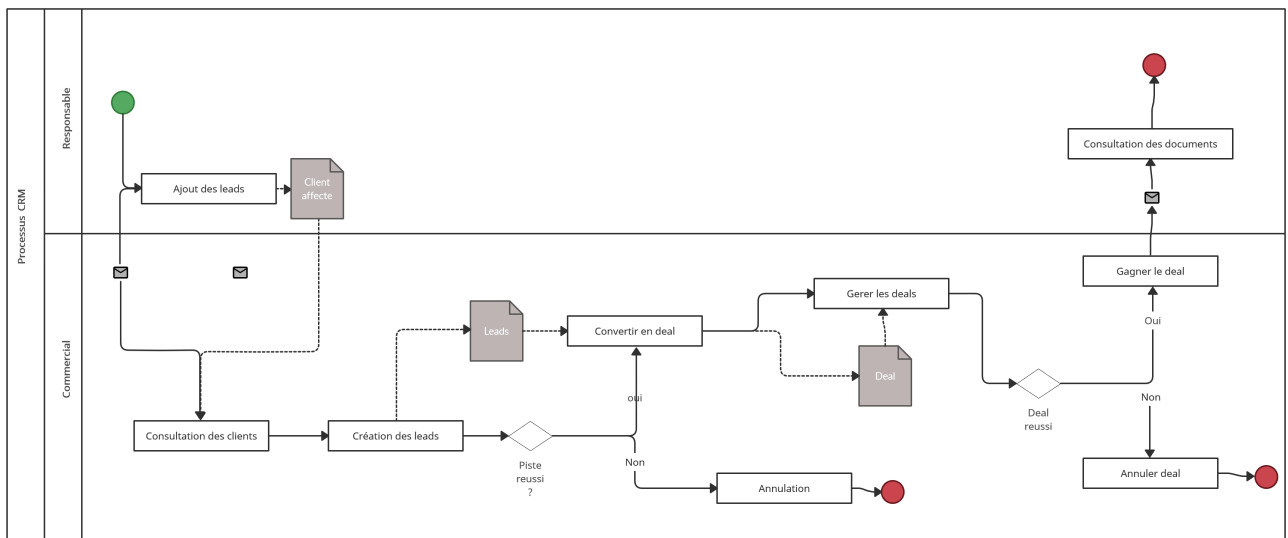 Processus CRM
Responsable
Ajout des leads
Client
affecte
Consultation des documents
Commercial
Gagner le deal
Gerer les deals
Oui
Leads
Convertir en deal
Deal
oui
Non
Deal
reussi
Consultation des clients
Création des leads
Piste
reussi
?
Non
Annulation
Annuler deal